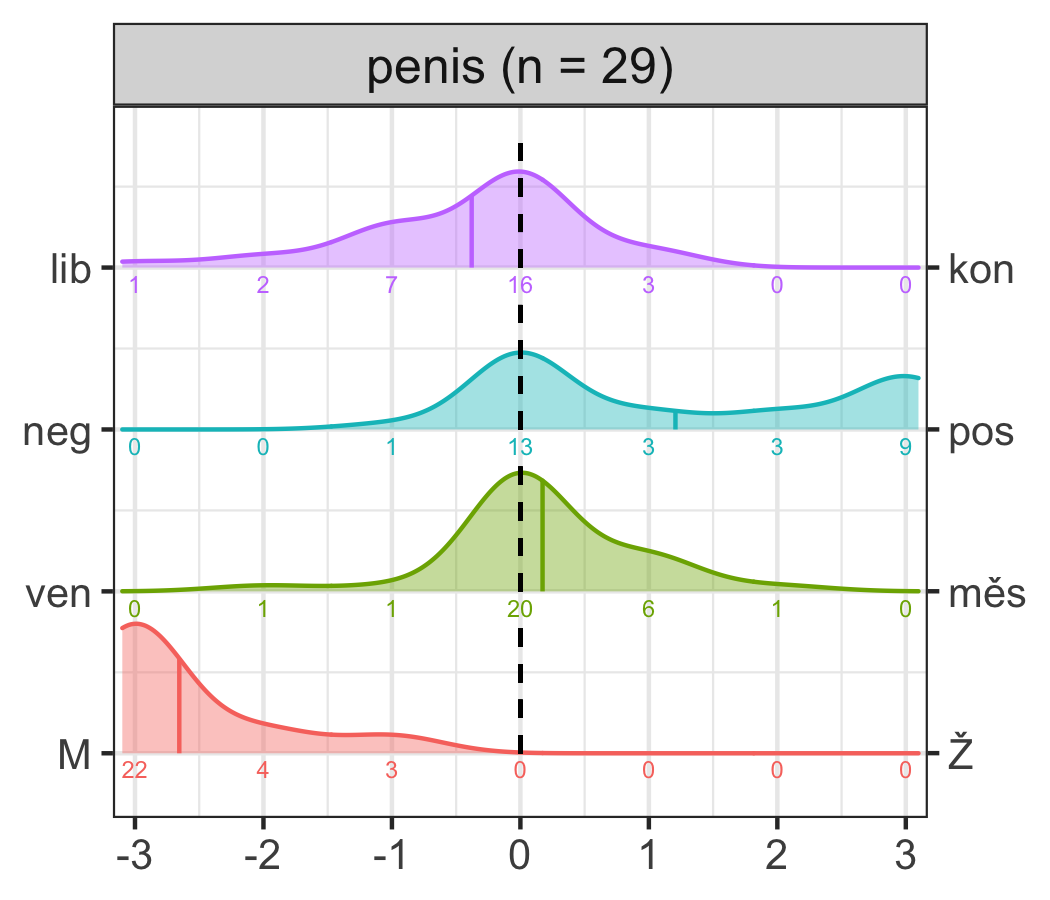 penis (n = 29)
lib kon
1 2 7 16 3 0 0
neg pos
0 0 1 13 3 3 9
ven měs
0 1 1 20 6 1 0
M Ž
22 4 3 0 0 0 0
-3 -2 -1 0 1 2 3